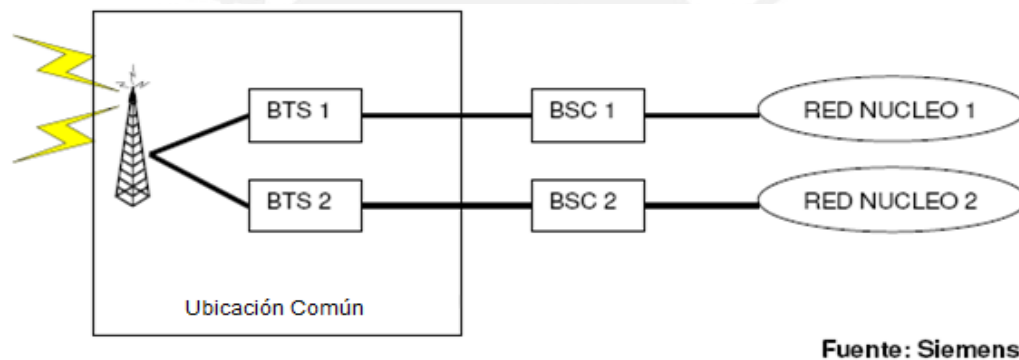 BTS 1
BSC 1
RED NUCLEO 1
BTS 2
BSC 2
RED NUCLEO 2
Ubicación Común
Fuente: Siemens